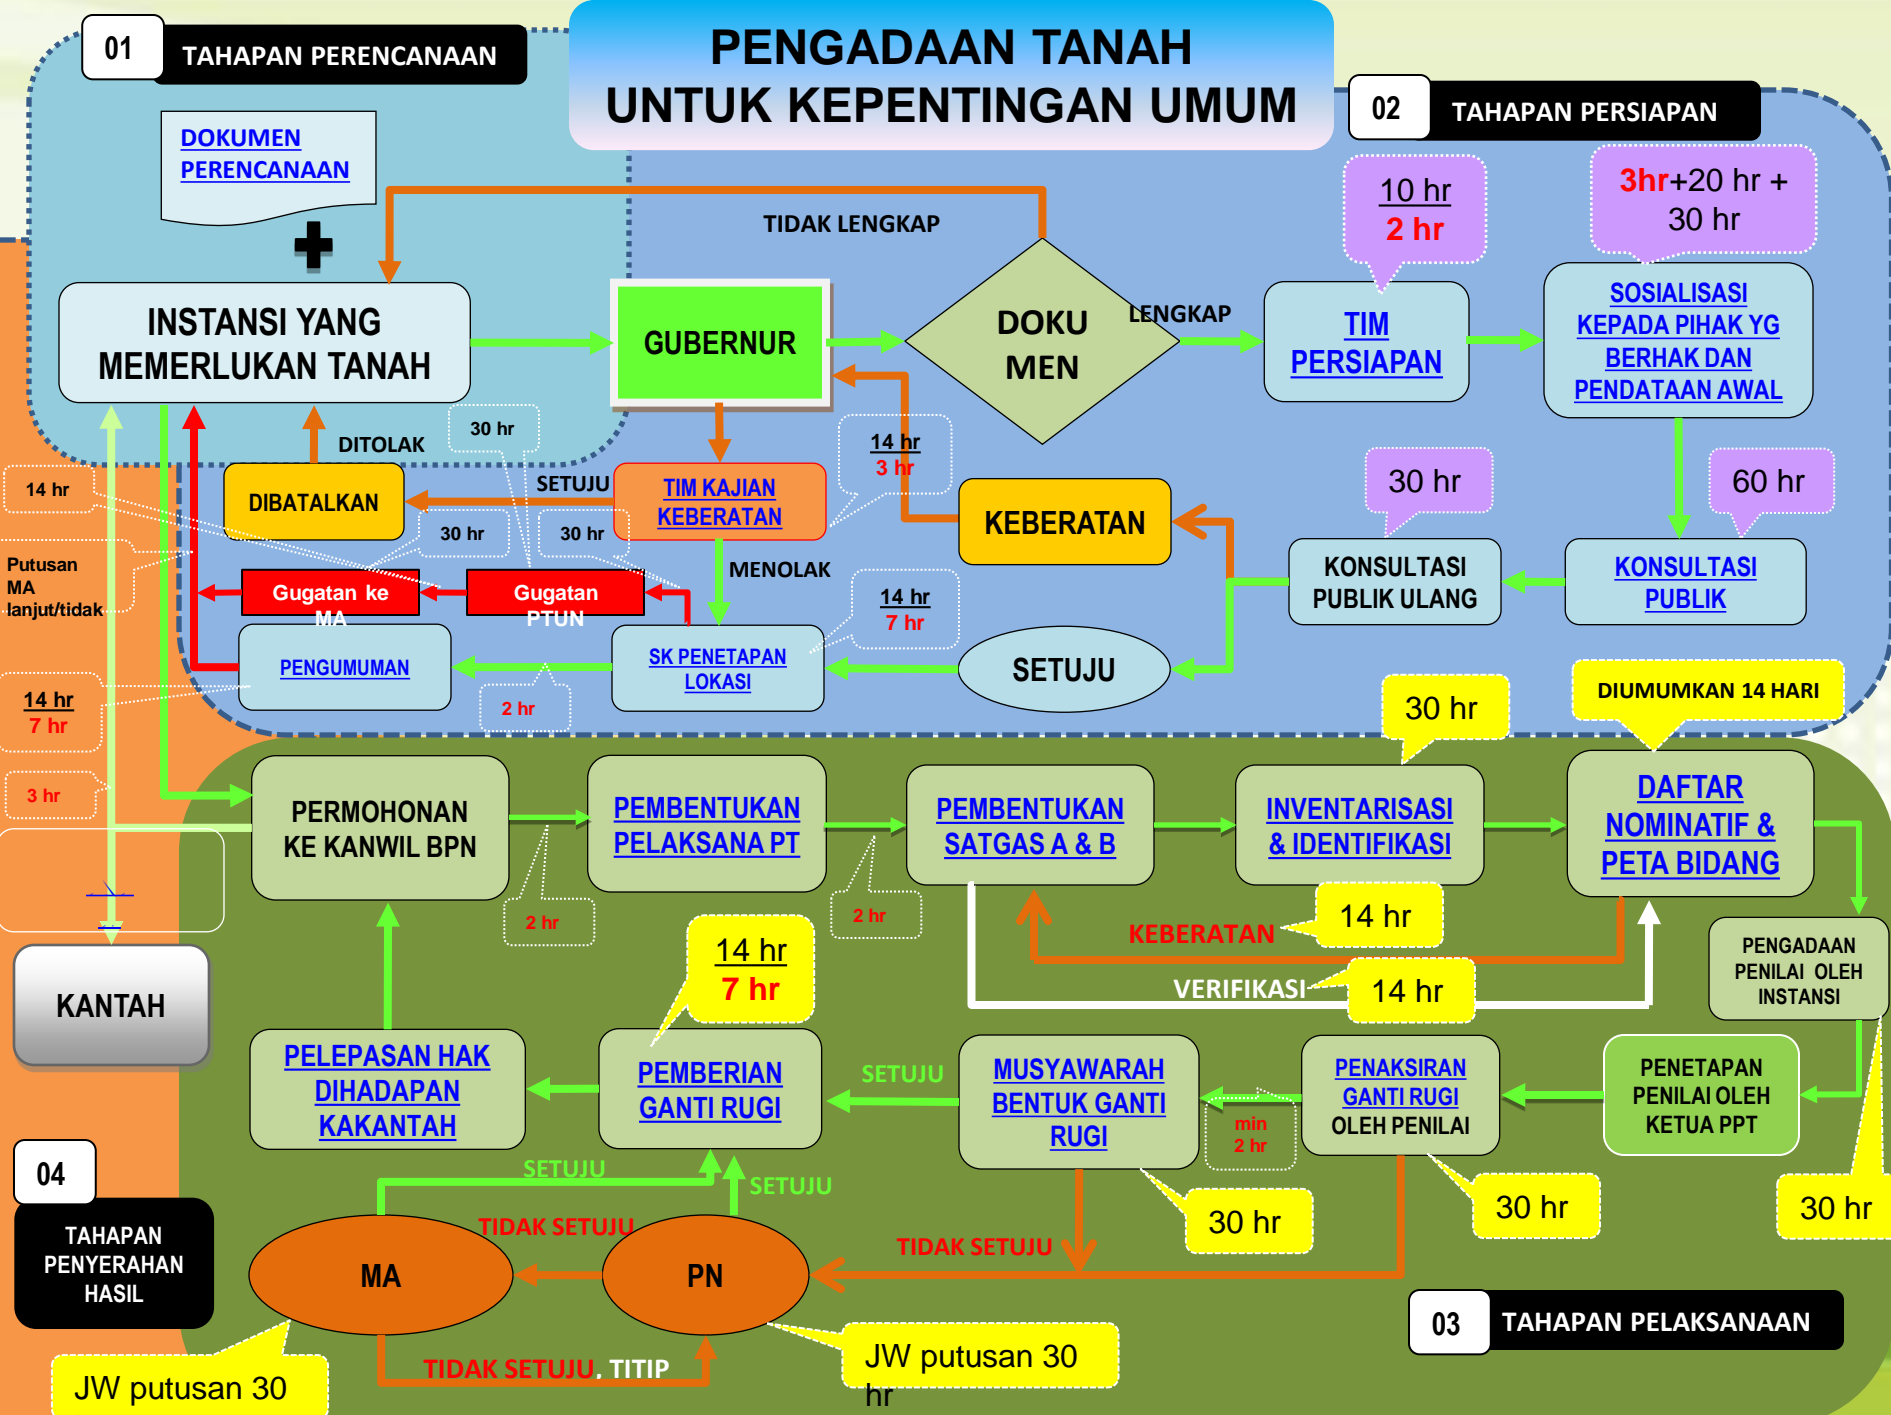 PENGADAAN TANAH
UNTUK KEPENTINGAN UMUM
01
TAHAPAN PERENCANAAN
02
TAHAPAN PERSIAPAN
DOKUMEN
PERENCANAAN
10 hr
2 hr
3hr+20 hr +
30 hr
TIDAK LENGKAP
INSTANSI YANG
MEMERLUKAN TANAH
GUBERNUR
DOKU
MEN
LENGKAP
TIM
PERSIAPAN
SOSIALISASI
KEPADA PIHAK YG
BERHAK DAN
PENDATAAN AWAL
DITOLAK
30 hr
14 hr
3 hr
30 hr
60 hr
14 hr
DIBATALKAN
SETUJU
TIM KAJIAN
KEBERATAN
KEBERATAN
30 hr
30 hr
MENOLAK
KONSULTASI
PUBLIK ULANG
KONSULTASI
PUBLIK
Putusan
MA
lanjut/tidak
Gugatan ke
MA
Gugatan
PTUN
14 hr
7 hr
PENGUMUMAN
SK PENETAPAN
LOKASI
SETUJU
14 hr
7 hr
2 hr
30 hr
DIUMUMKAN 14 HARI
3 hr
PERMOHONAN
KE KANWIL BPN
PEMBENTUKAN
PELAKSANA PT
PEMBENTUKAN
SATGAS A & B
INVENTARISASI
& IDENTIFIKASI
DAFTAR
NOMINATIF &
PETA BIDANG
2 hr
2 hr
KEBERATAN
14 hr
VERIFIKASI
14 hr
PENGADAAN
PENILAI OLEH
INSTANSI
KANTAH
14 hr
7 hr
PELEPASAN HAK
DIHADAPAN
KAKANTAH
PEMBERIAN
GANTI RUGI
SETUJU
MUSYAWARAH
BENTUK GANTI
RUGI
min
2 hr
PENAKSIRAN
GANTI RUGI
OLEH PENILAI
PENETAPAN
PENILAI OLEH
KETUA PPT
04
TAHAPAN
PENYERAHAN
HASIL
SETUJU
SETUJU
30 hr
30 hr
30 hr
TIDAK SETUJU
TIDAK SETUJU
MA
PN
03
TAHAPAN PELAKSANAAN
TIDAK SETUJU, TITIP
JW putusan 30
JW putusan 30
hr